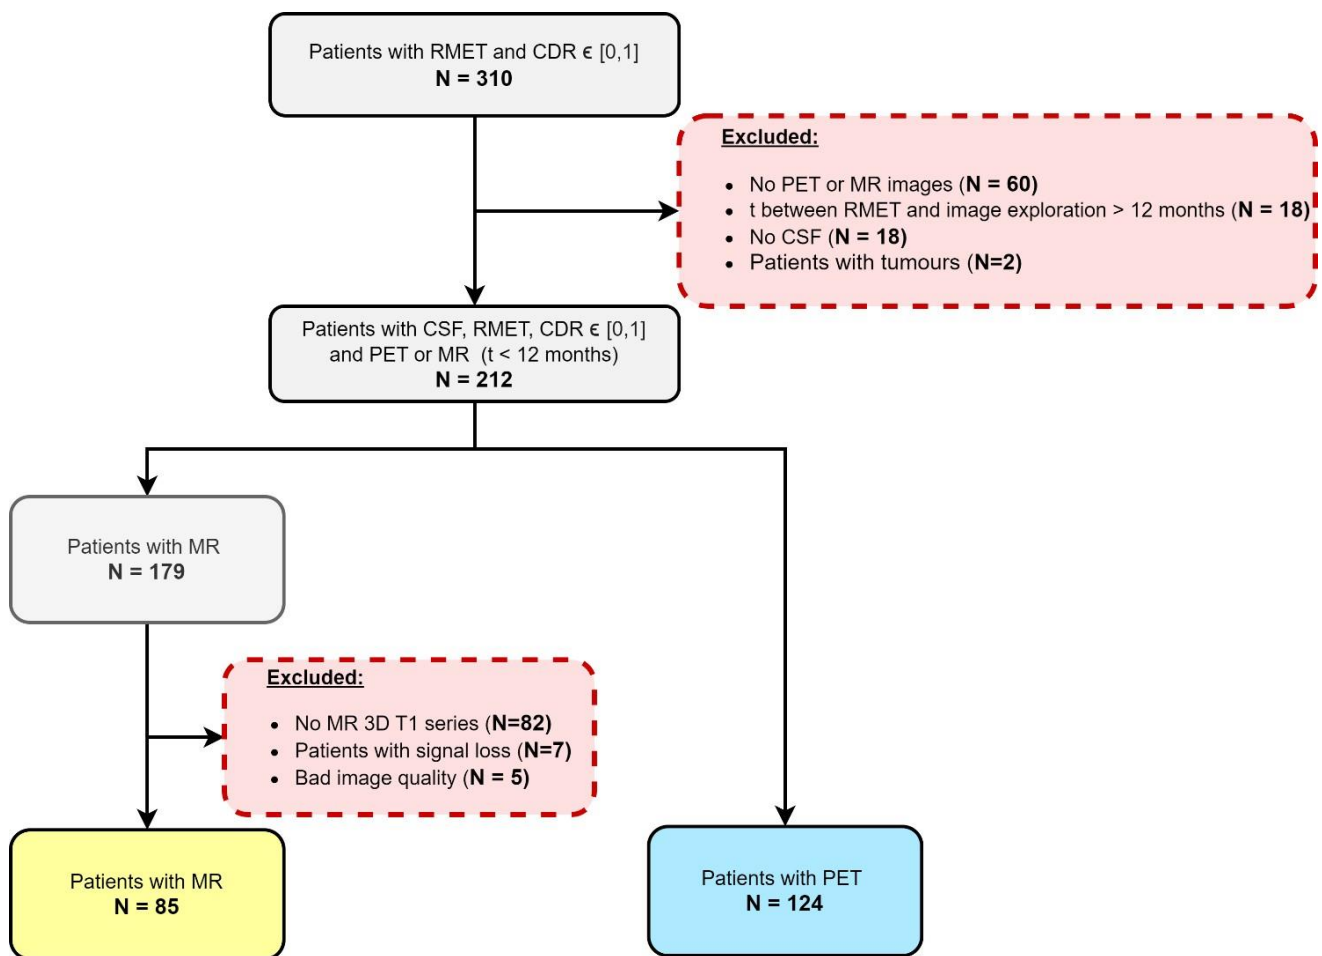 Patients with RMET and CDR ϵ [0,1]
N = 310
Excluded:
• No PET or MR images (N = 60)
• t between RMET and image exploration > 12 months (N = 18)
• No CSF (N = 18)
• Patients with tumours (N=2)
Patients with CSF, RMET, CDR ϵ [0,1]
and PET or MR (t < 12 months)
N = 212
Patients with MR
N = 179
Excluded:
• No MR 3D T1 series (N=82)
• Patients with signal loss (N=7)
• Bad image quality (N = 5)
Patients with MR
N = 85
Patients with PET
N = 124